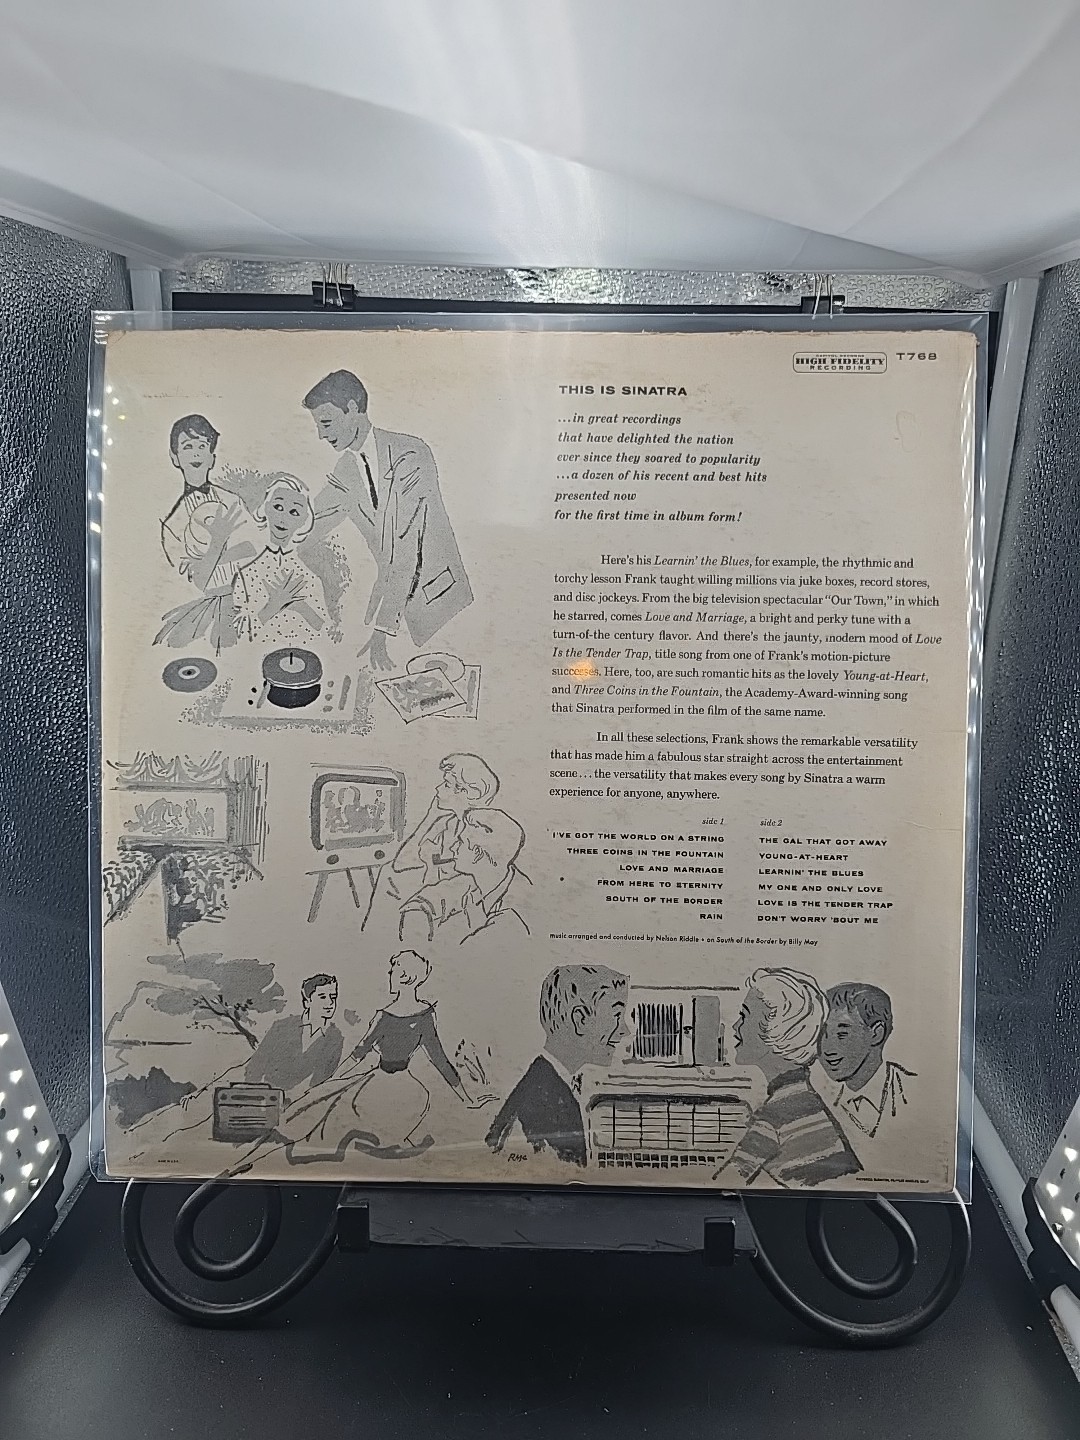 CAPITOL RECORDS
HIGH FIDELITY
RECORDING
T768
THIS IS SINATRA
...in great recordings
that have delighted the nation
ever since they soared to popularity
...a dozen of his recent and best hits
presented now
for the first time in album form!
Here's his Learnin' the Blues, for example, the rhythmic and
torchy lesson Frank taught willing millions via juke boxes, record stores,
and disc jockeys. From the big television spectacular "Our Town," in which
he starred, comes Love and Marriage, a bright and perky tune with a
turn-of-the century flavor. And there's the jaunty, modern mood of Love
Is the Tender Trap, title song from one of Frank's motion-picture
successes. Here, too, are such romantic hits as the lovely Young-at-Heart,
and Three Coins in the Fountain, the Academy-Award-winning song
that Sinatra performed in the film of the same name.
In all these selections, Frank shows the remarkable versatility
that has made him a fabulous star straight across the entertainment
scene...the versatility that makes every song by Sinatra a warm
experience for anyone, anywhere.
side 1
I'VE GOT THE WORLD ON A STRING
THREE COINS IN THE FOUNTAIN
LOVE AND MARRIAGE
FROM HERE TO ETERNITY
SOUTH OF THE BORDER
RAIN
side 2
THE GAL THAT GOT AWAY
YOUNG-AT-HEART
LEARNIN' THE BLUES
MY ONE AND ONLY LOVE
LOVE IS THE TENDER TRAP
DON'T WORRY 'BOUT ME
music arranged and conducted by Nelson Riddle • on South of the Border by Billy May
RMC